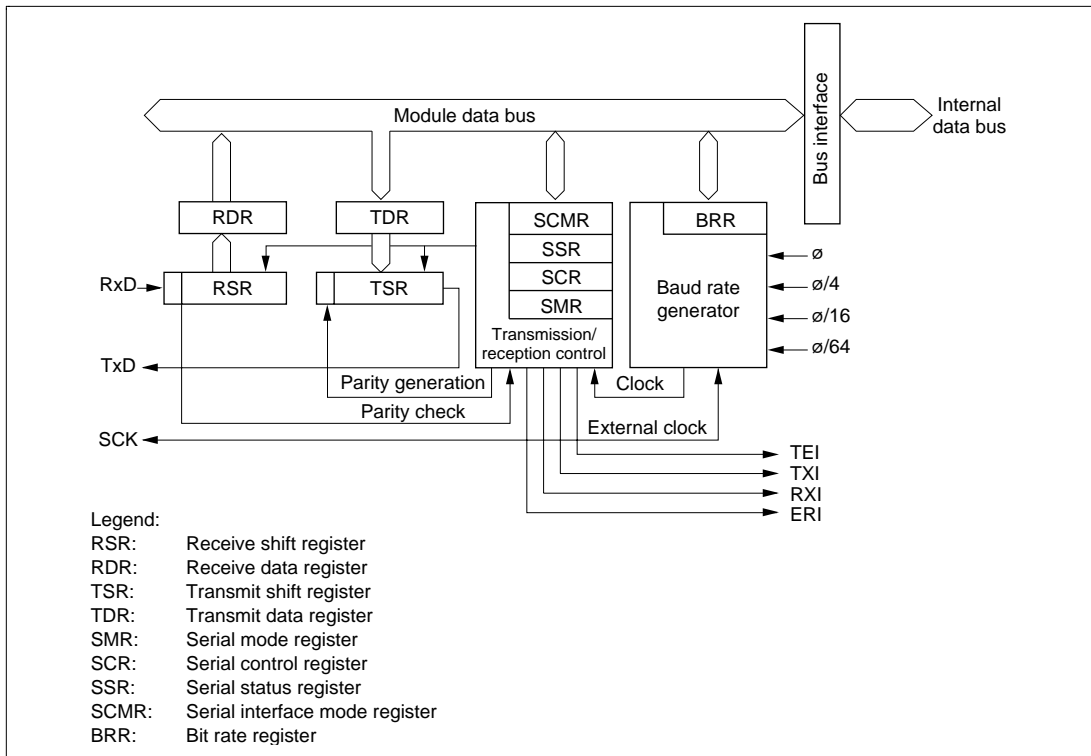 Bus interface
Module data bus
Internal
data bus
RDR
TDR
SCMR
BRR
SSR
SCR
SMR
RxD
RSR
TSR
Baud rate
generator
ø
ø/4
ø/16
ø/64
Transmission/
reception control
TxD
Parity generation
Clock
Parity check
SCK
External clock
TEI
TXI
RXI
ERI
Legend:
RSR: Receive shift register
RDR: Receive data register
TSR: Transmit shift register
TDR: Transmit data register
SMR: Serial mode register
SCR: Serial control register
SSR: Serial status register
SCMR: Serial interface mode register
BRR: Bit rate register